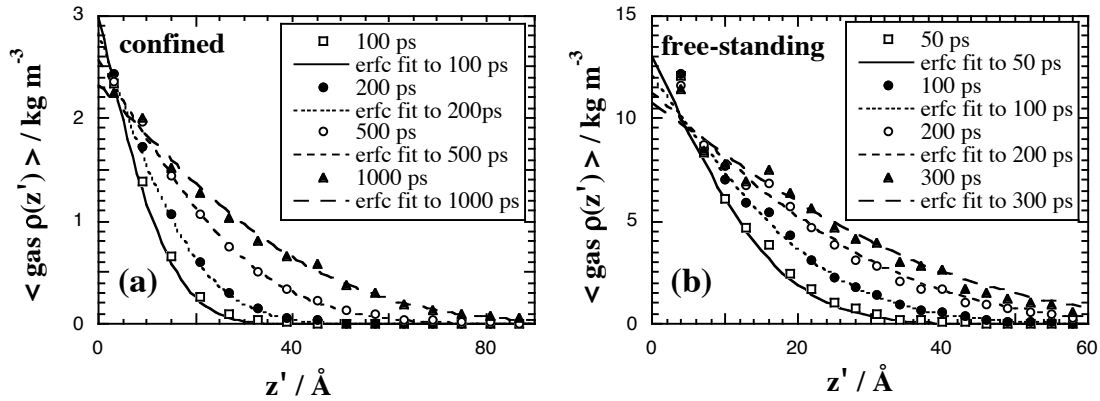 confined
100 ps
erfc fit to 100 ps
200 ps
erfc fit to 200ps
500 ps
erfc fit to 500 ps
1000 ps
erfc fit to 1000 ps
< gas ρ(z') > / kg m⁻³
3
2
1
0
(a)
0
20
40
60
80
z' / Å
free-standing
50 ps
erfc fit to 50 ps
100 ps
erfc fit to 100 ps
200 ps
erfc fit to 200 ps
300 ps
erfc fit to 300 ps
< gas ρ(z') > / kg m⁻³
15
10
5
0
(b)
0
20
40
60
z' / Å